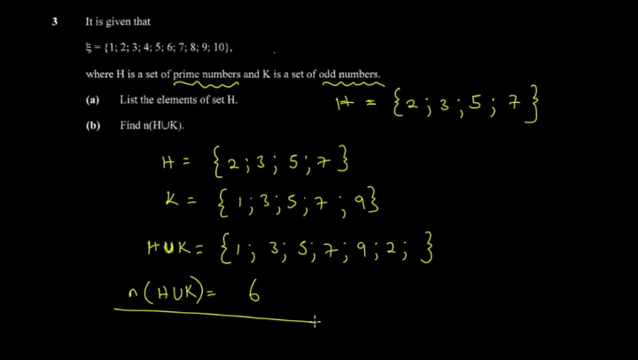 3 It is given that
ξ = {1; 2; 3; 4; 5; 6; 7; 8; 9; 10},
where H is a set of prime numbers and K is a set of odd numbers.
(a) List the elements of set H.
H = {2; 3; 5; 7}
(b) Find n(H∪K).
H = {2; 3; 5; 7}
K = {1; 3; 5; 7; 9}
H∪K = {1; 3; 5; 7; 9; 2; }
n(H∪K) = 6